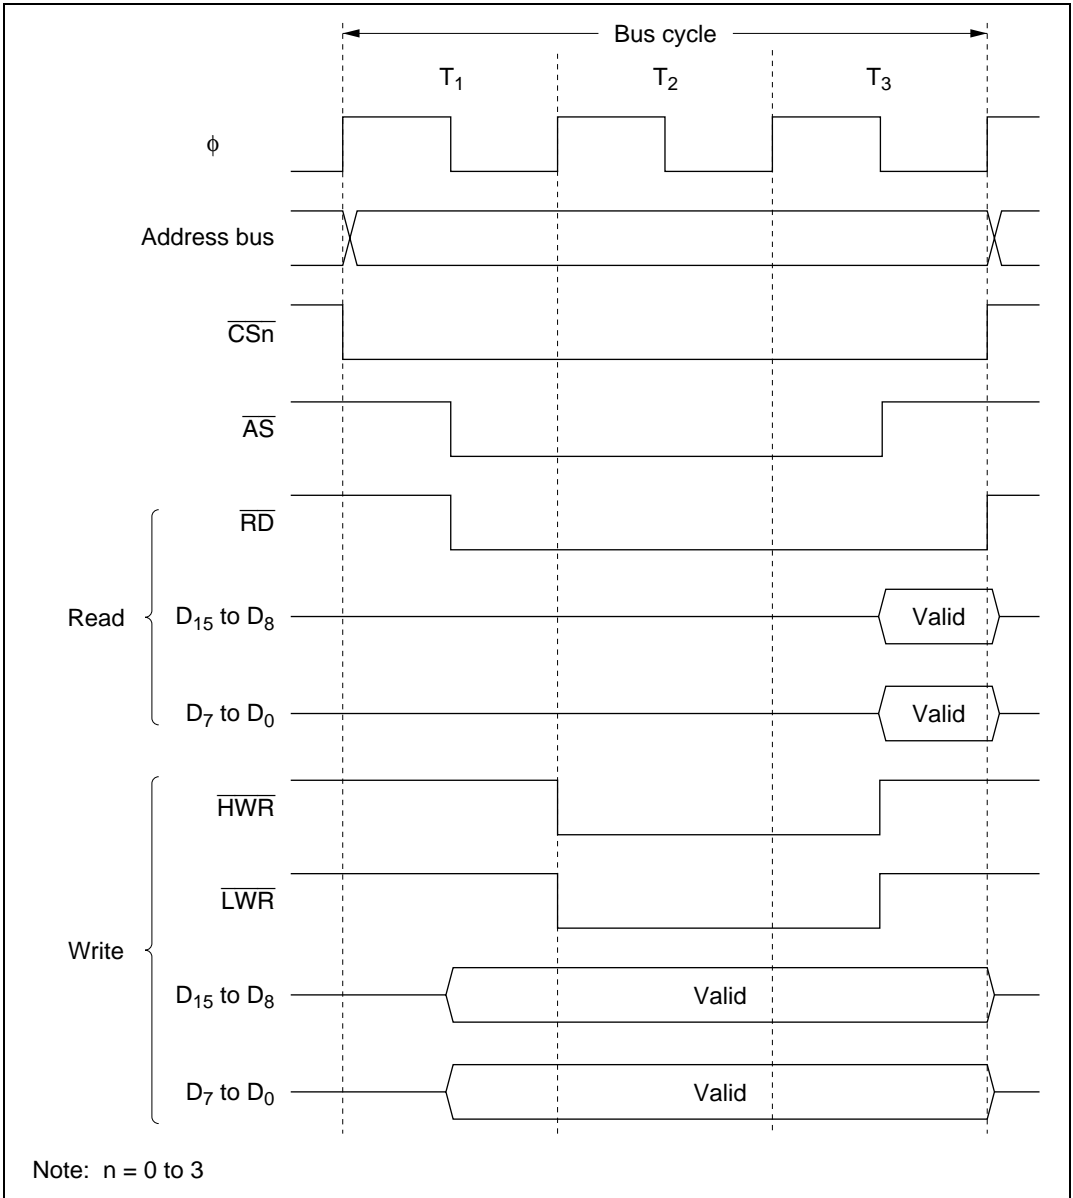 Bus cycle
T1 T2 T3
φ
Address bus
CSn
AS
RD
Read
D15 to D8 Valid
D7 to D0 Valid
HWR
LWR
Write
D15 to D8 Valid
D7 to D0 Valid
Note: n = 0 to 3